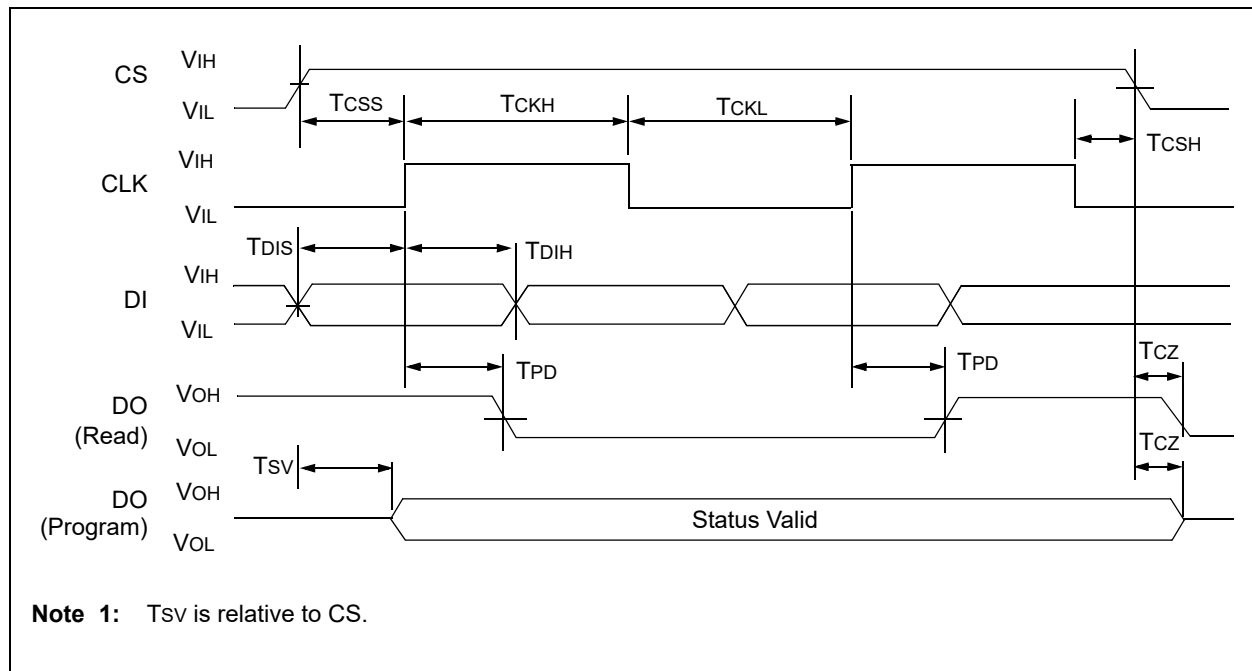 CS
VIH
VIL
TCSS
TCKH
TCKL
TCSH
CLK
VIH
VIL
TDIS
TDIH
DI
VIH
VIL
TPD
TPD
TCZ
DO
(Read)
VOH
VOL
TSV
TCZ
DO
(Program)
VOH
VOL
Status Valid
Note 1: TSV is relative to CS.